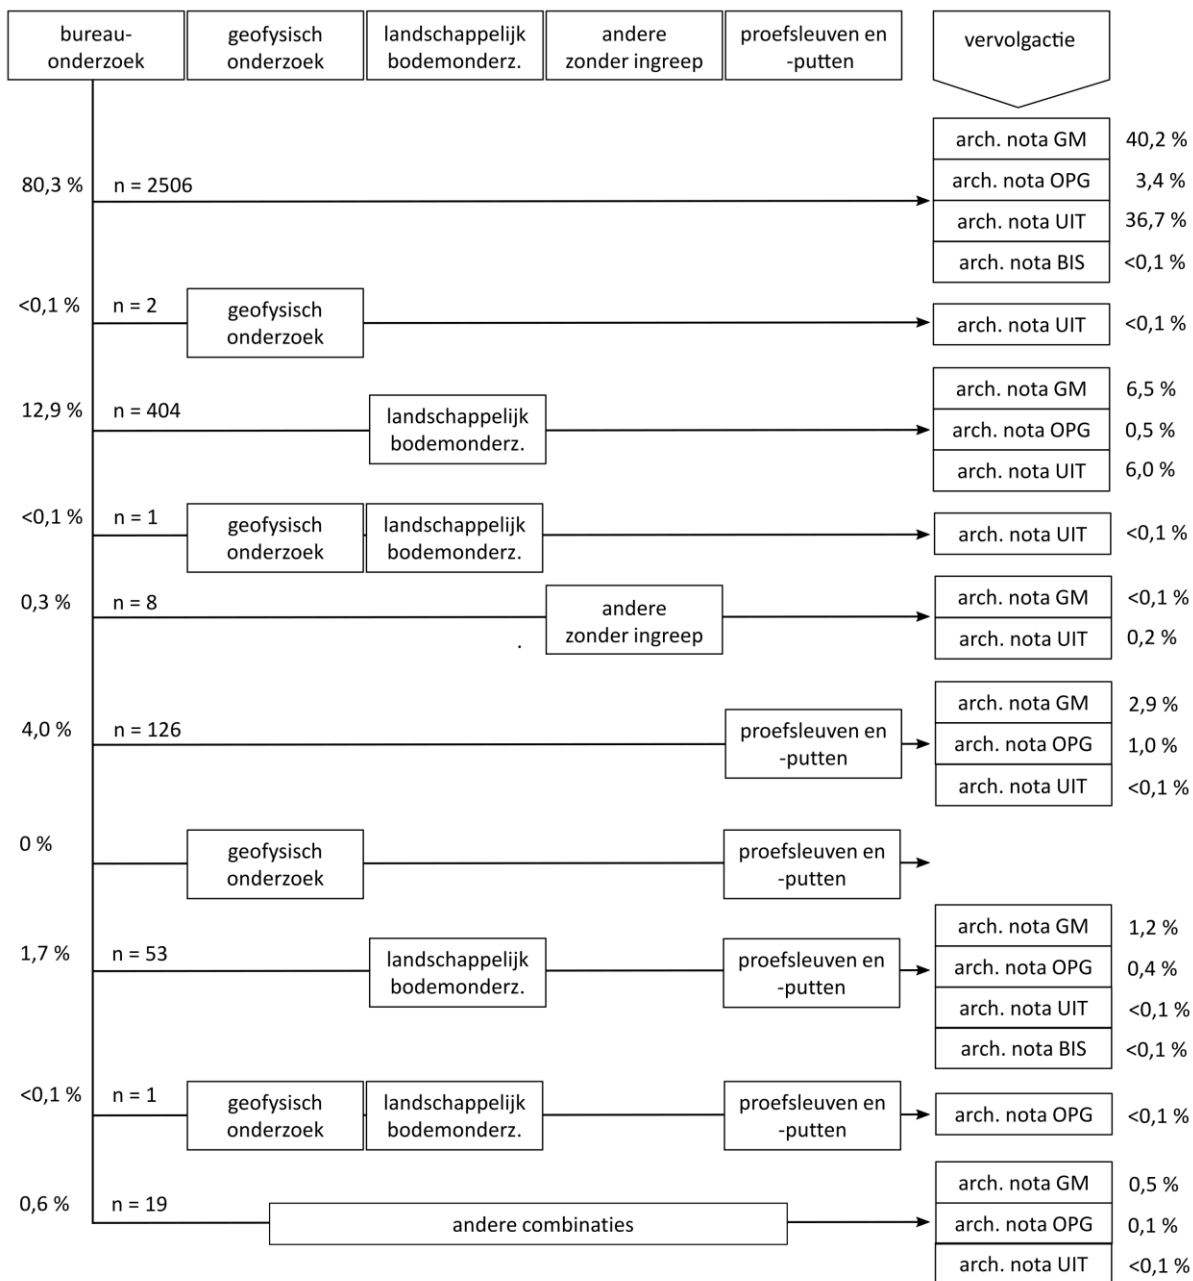 bureau-
onderzoek
geofysisch
onderzoek
landschappelijk
bodemonderz.
andere
zonder ingreep
proefsleuven en
-putten
vervolgactie
80,3 %
n = 2506
arch. nota GM
40,2 %
arch. nota OPG
3,4 %
arch. nota UIT
36,7 %
arch. nota BIS
<0,1 %
<0,1 %
n = 2
geofysisch
onderzoek
arch. nota UIT
<0,1 %
12,9 %
n = 404
landschappelijk
bodemonderz.
arch. nota GM
6,5 %
arch. nota OPG
0,5 %
arch. nota UIT
6,0 %
<0,1 %
n = 1
geofysisch
onderzoek
landschappelijk
bodemonderz.
arch. nota UIT
<0,1 %
0,3 %
n = 8
andere
zonder ingreep
.
arch. nota GM
<0,1 %
arch. nota UIT
0,2 %
4,0 %
n = 126
proefsleuven en
-putten
arch. nota GM
2,9 %
arch. nota OPG
1,0 %
arch. nota UIT
<0,1 %
0 %
geofysisch
onderzoek
proefsleuven en
-putten
1,7 %
n = 53
landschappelijk
bodemonderz.
proefsleuven en
-putten
arch. nota GM
1,2 %
arch. nota OPG
0,4 %
arch. nota UIT
<0,1 %
arch. nota BIS
<0,1 %
<0,1 %
n = 1
geofysisch
onderzoek
landschappelijk
bodemonderz.
proefsleuven en
-putten
arch. nota OPG
<0,1 %
0,6 %
n = 19
andere combinaties
arch. nota GM
0,5 %
arch. nota OPG
0,1 %
arch. nota UIT
<0,1 %